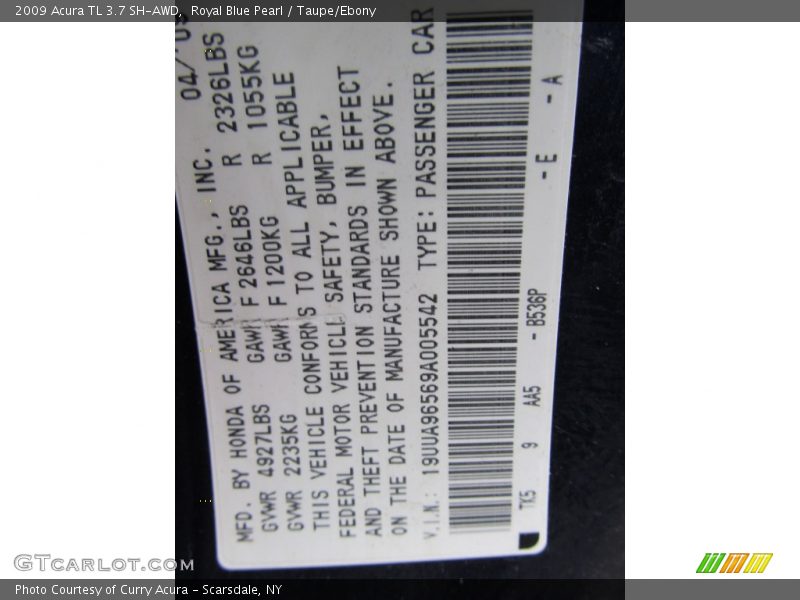 2009 Acura TL 3.7 SH-AWD, Royal Blue Pearl / Taupe/Ebony
MFD. BY HONDA OF AMERICA MFG., INC. 04/09
GVWR 4927LBS GAWR F 2646LBS R 2326LBS
GVWR 2235KG GAWR F 1200KG R 1055KG
THIS VEHICLE CONFORMS TO ALL APPLICABLE
FEDERAL MOTOR VEHICLE SAFETY, BUMPER,
AND THEFT PREVENTION STANDARDS IN EFFECT
ON THE DATE OF MANUFACTURE SHOWN ABOVE.
V.I.N.: 19UUA96569A005542 TYPE: PASSENGER CAR
TK5 9 AA5 - B536P - E - A
GTCARLOT.COM
Photo Courtesy of Curry Acura - Scarsdale, NY